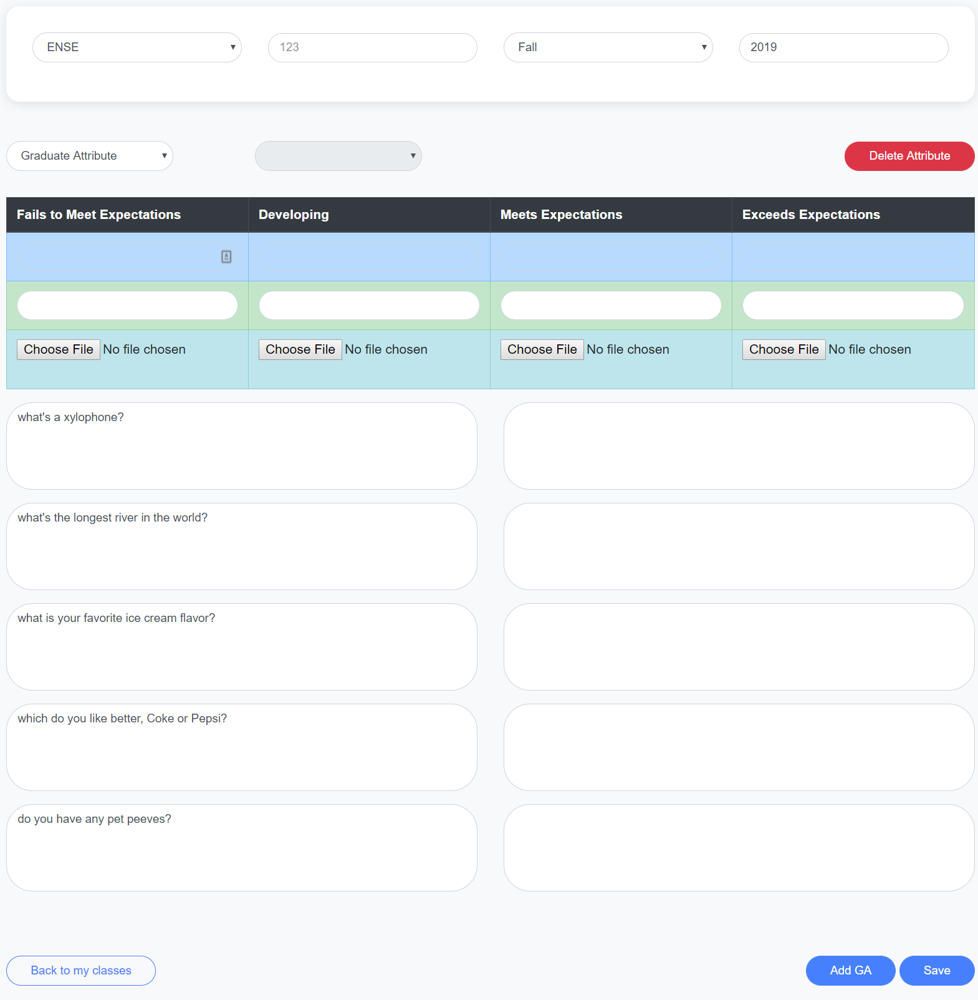 ENSE 123 Fall 2019
Graduate Attribute Delete Attribute
Fails to Meet Expectations Developing Meets Expectations Exceeds Expectations
Choose File No file chosen Choose File No file chosen Choose File No file chosen Choose File No file chosen
what's a xylophone?
what's the longest river in the world?
what is your favorite ice cream flavor?
which do you like better, Coke or Pepsi?
do you have any pet peeves?
Back to my classes Add GA Save